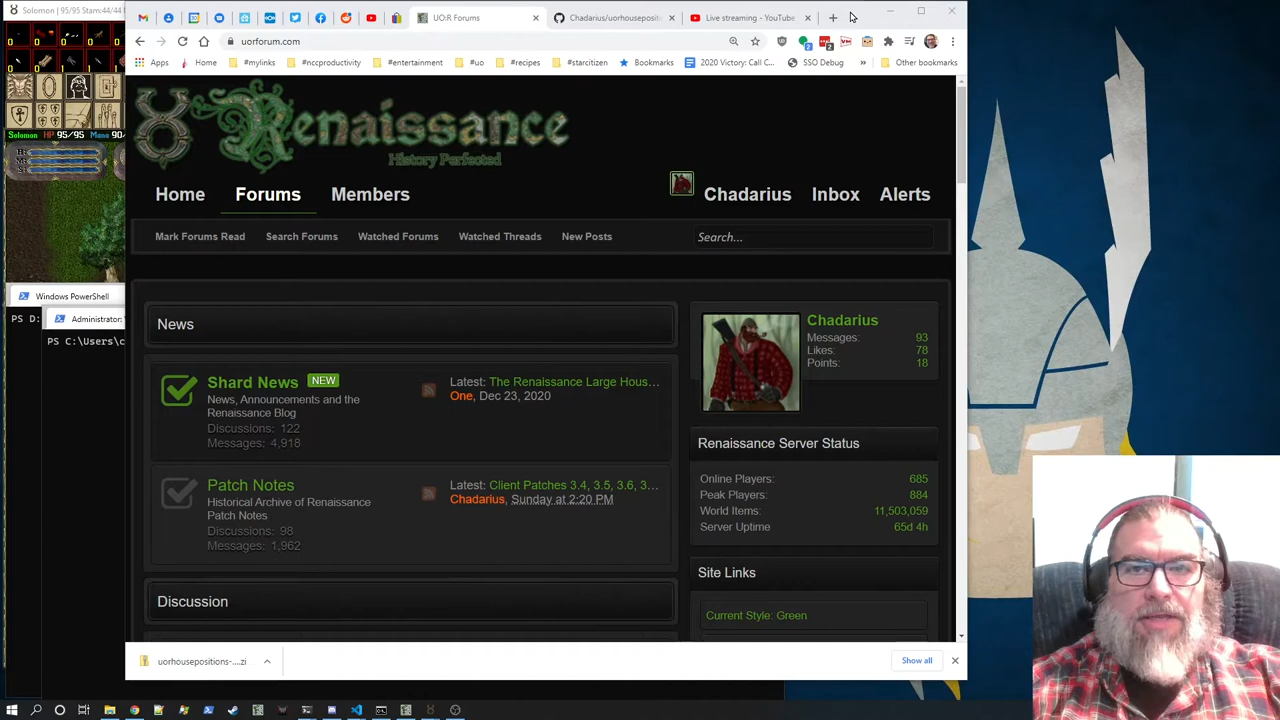 Solomon | 95/95 Stam:44/44
UO:R Forums
Chadarius/uorhouseposit
Live streaming - YouTube
uorforum.com
Apps
Home
#mylinks
#nccproductivity
#entertainment
#uo
#recipes
#starcitizen
Bookmarks
2020 Victory: Call C...
SSO Debug
»
Other bookmarks
Renaissance
History Perfected
Solomon HP 95/95 Mana 90
Home
Forums
Members
Chadarius
Inbox
Alerts
Mark Forums Read
Search Forums
Watched Forums
Watched Threads
New Posts
Search...
Windows PowerShell
PS D:
Administrator:
PS C:\Users\c
News
Shard News NEW
News, Announcements and the
Renaissance Blog
Discussions: 122
Messages: 4,918
Latest: The Renaissance Large Hous...
One, Dec 23, 2020
Patch Notes
Historical Archive of Renaissance
Patch Notes
Discussions: 98
Messages: 1,962
Latest: Client Patches 3.4, 3.5, 3.6, 3...
Chadarius, Sunday at 2:20 PM
Discussion
Chadarius
Messages: 93
Likes: 78
Points: 18
Renaissance Server Status
Online Players: 685
Peak Players: 884
World Items: 11,503,059
Server Uptime 65d 4h
Site Links
Current Style: Green
uorhousepositions-....zi
Show all